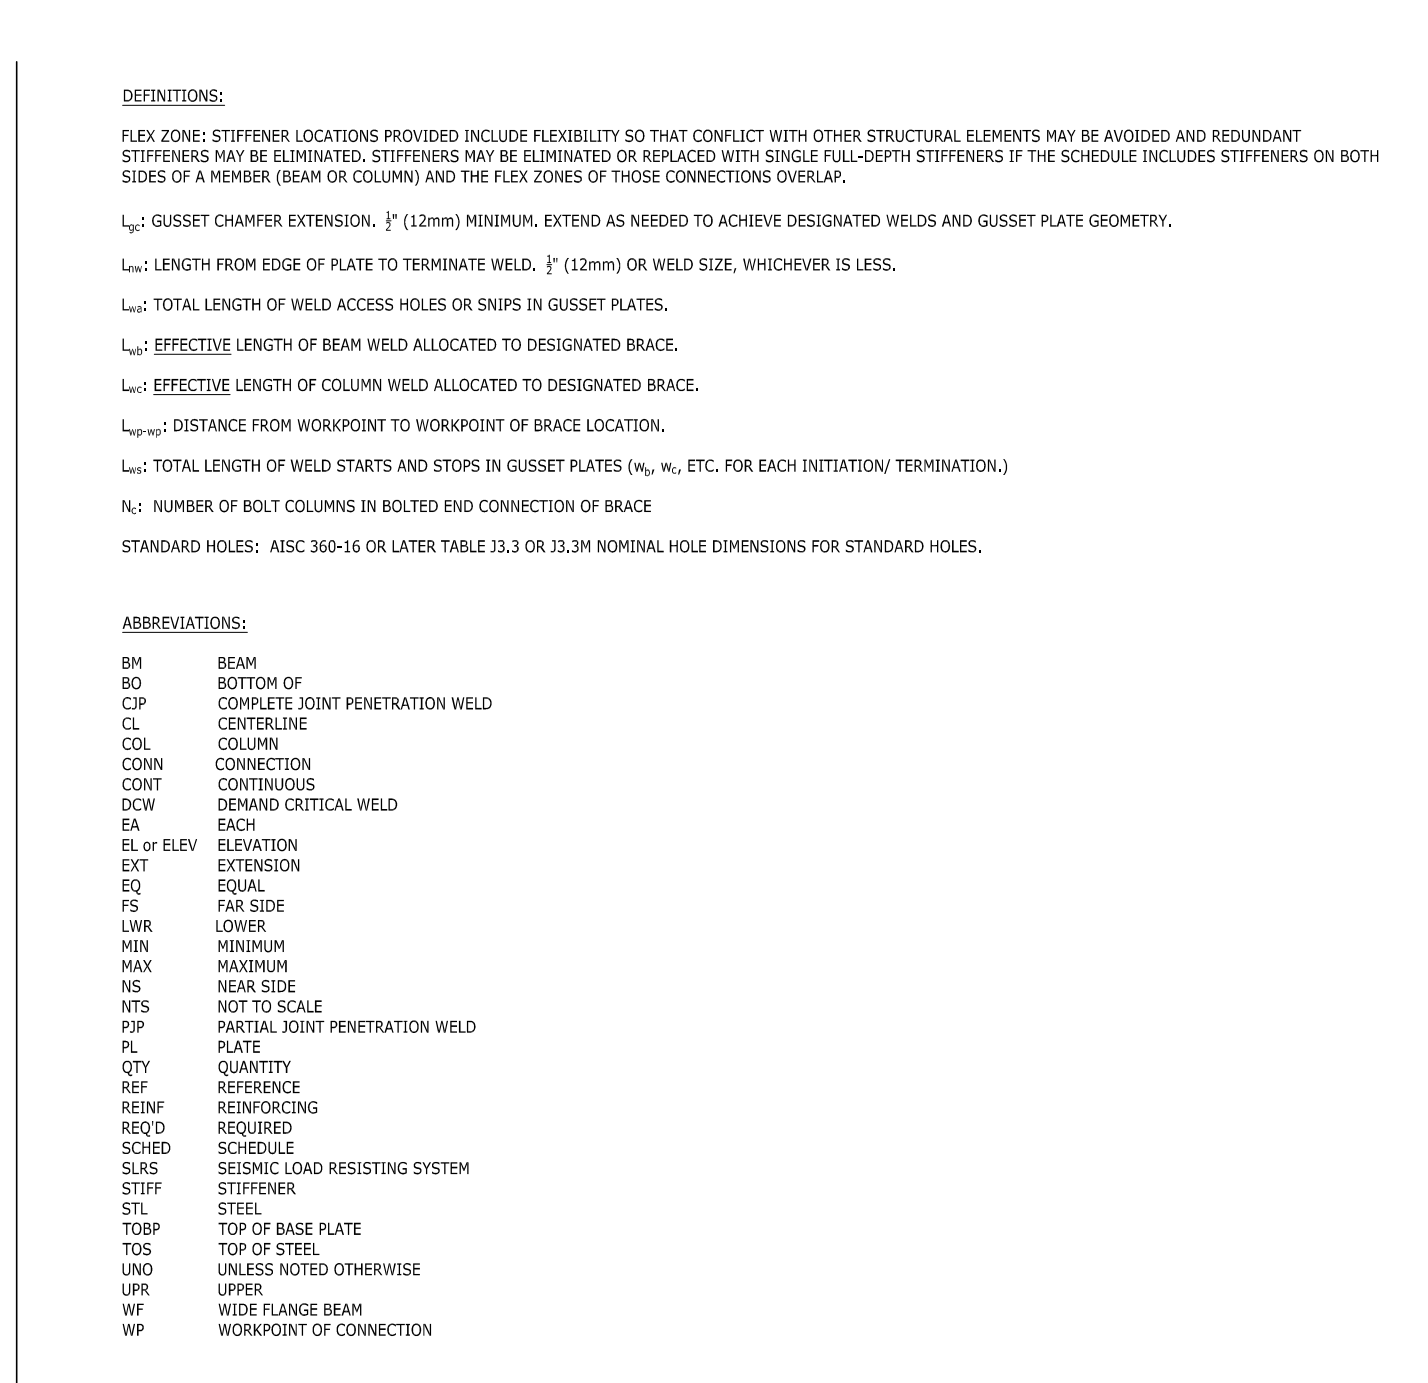 DEFINITIONS:
FLEX ZONE: STIFFENER LOCATIONS PROVIDED INCLUDE FLEXIBILITY SO THAT CONFLICT WITH OTHER STRUCTURAL ELEMENTS MAY BE AVOIDED AND REDUNDANT
STIFFENERS MAY BE ELIMINATED. STIFFENERS MAY BE ELIMINATED OR REPLACED WITH SINGLE FULL-DEPTH STIFFENERS IF THE SCHEDULE INCLUDES STIFFENERS ON BOTH
SIDES OF A MEMBER (BEAM OR COLUMN) AND THE FLEX ZONES OF THOSE CONNECTIONS OVERLAP.
Lgc: GUSSET CHAMFER EXTENSION. ½" (12mm) MINIMUM. EXTEND AS NEEDED TO ACHIEVE DESIGNATED WELDS AND GUSSET PLATE GEOMETRY.
Lnw: LENGTH FROM EDGE OF PLATE TO TERMINATE WELD. ½" (12mm) OR WELD SIZE, WHICHEVER IS LESS.
Lwa: TOTAL LENGTH OF WELD ACCESS HOLES OR SNIPS IN GUSSET PLATES.
Lwb: EFFECTIVE LENGTH OF BEAM WELD ALLOCATED TO DESIGNATED BRACE.
Lwc: EFFECTIVE LENGTH OF COLUMN WELD ALLOCATED TO DESIGNATED BRACE.
Lwp-wp: DISTANCE FROM WORKPOINT TO WORKPOINT OF BRACE LOCATION.
Lws: TOTAL LENGTH OF WELD STARTS AND STOPS IN GUSSET PLATES (wb, wc, ETC. FOR EACH INITIATION/ TERMINATION.)
Nc: NUMBER OF BOLT COLUMNS IN BOLTED END CONNECTION OF BRACE
STANDARD HOLES: AISC 360-16 OR LATER TABLE J3.3 OR J3.3M NOMINAL HOLE DIMENSIONS FOR STANDARD HOLES.
ABBREVIATIONS:
BM BEAM
BO BOTTOM OF
CJP COMPLETE JOINT PENETRATION WELD
CL CENTERLINE
COL COLUMN
CONN CONNECTION
CONT CONTINUOUS
DCW DEMAND CRITICAL WELD
EA EACH
EL or ELEV ELEVATION
EXT EXTENSION
EQ EQUAL
FS FAR SIDE
LWR LOWER
MIN MINIMUM
MAX MAXIMUM
NS NEAR SIDE
NTS NOT TO SCALE
PJP PARTIAL JOINT PENETRATION WELD
PL PLATE
QTY QUANTITY
REF REFERENCE
REINF REINFORCING
REQ'D REQUIRED
SCHED SCHEDULE
SLRS SEISMIC LOAD RESISTING SYSTEM
STIFF STIFFENER
STL STEEL
TOBP TOP OF BASE PLATE
TOS TOP OF STEEL
UNO UNLESS NOTED OTHERWISE
UPR UPPER
WF WIDE FLANGE BEAM
WP WORKPOINT OF CONNECTION